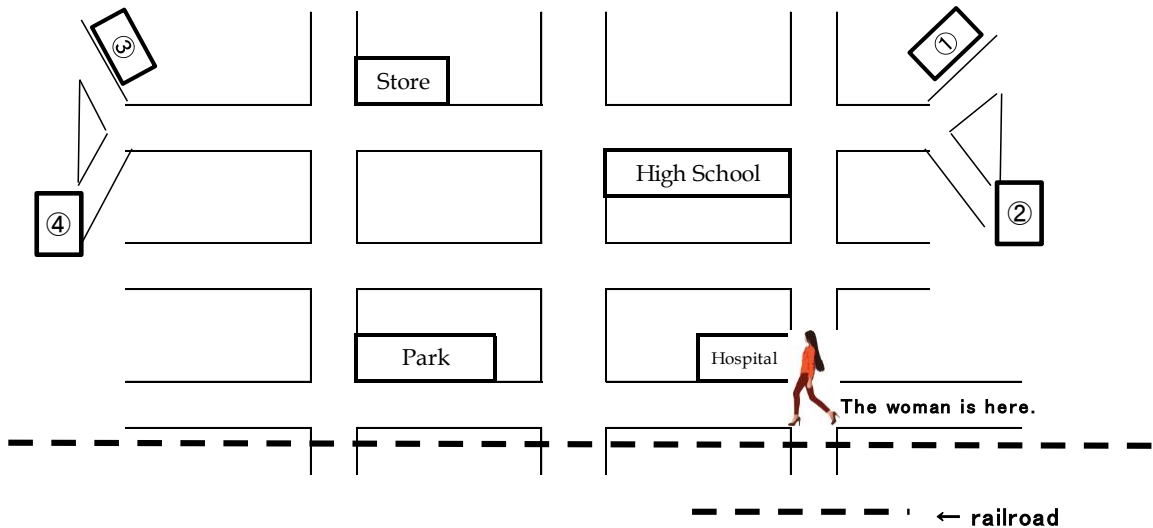 ③
①
Store
High School
④
②
Park
Hospital
The woman is here.
← railroad